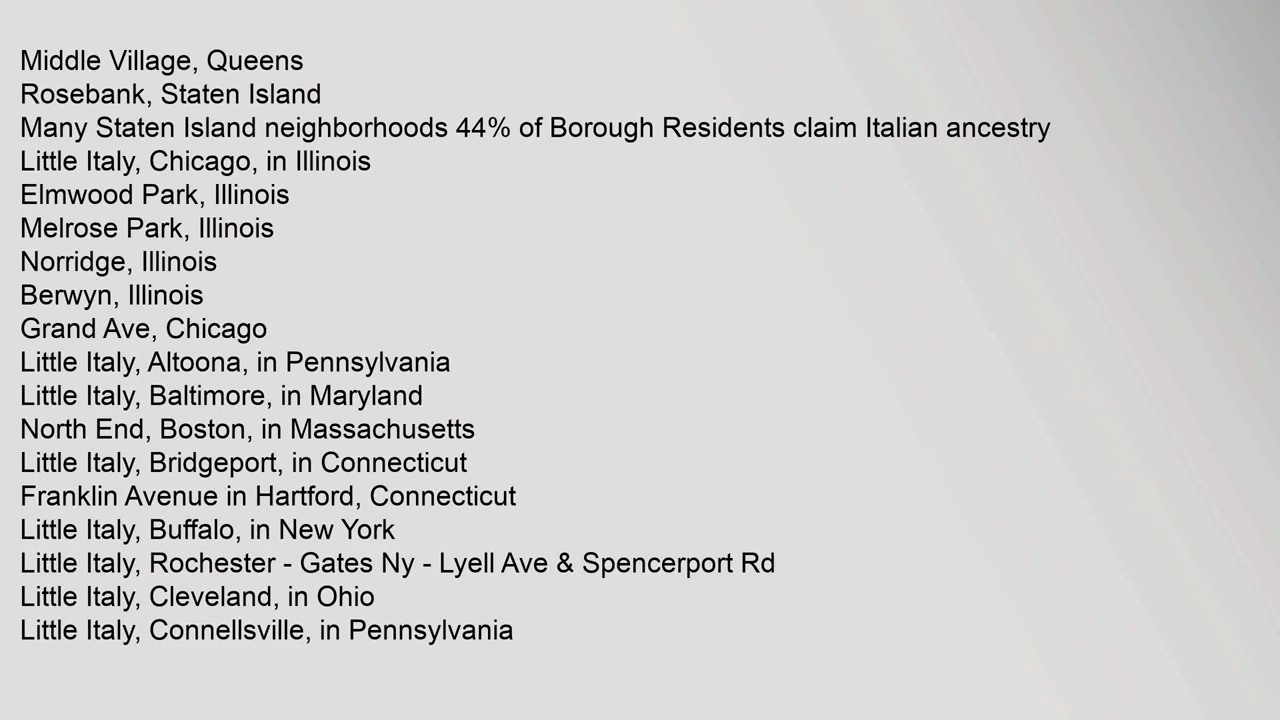 Middle Village, Queens
Rosebank, Staten Island
Many Staten Island neighborhoods 44% of Borough Residents claim Italian ancestry
Little Italy, Chicago, in Illinois
Elmwood Park, Illinois
Melrose Park, Illinois
Norridge, Illinois
Berwyn, Illinois
Grand Ave, Chicago
Little Italy, Altoona, in Pennsylvania
Little Italy, Baltimore, in Maryland
North End, Boston, in Massachusetts
Little Italy, Bridgeport, in Connecticut
Franklin Avenue in Hartford, Connecticut
Little Italy, Buffalo, in New York
Little Italy, Rochester - Gates Ny - Lyell Ave & Spencerport Rd
Little Italy, Cleveland, in Ohio
Little Italy, Connellsville, in Pennsylvania